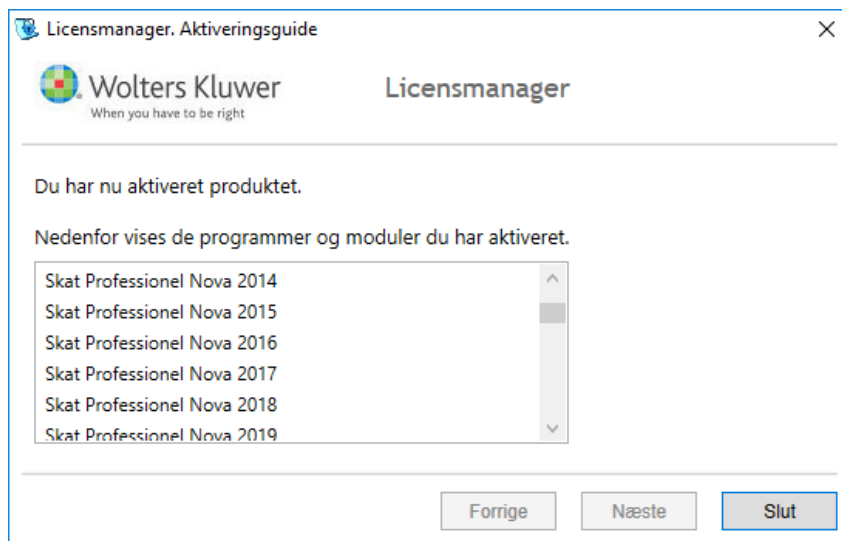 Licensmanager. Aktiveringsguide
Wolters Kluwer
When you have to be right
Licensmanager
Du har nu aktiveret produktet.
Nedenfor vises de programmer og moduler du har aktiveret.
Skat Professionel Nova 2014
Skat Professionel Nova 2015
Skat Professionel Nova 2016
Skat Professionel Nova 2017
Skat Professionel Nova 2018
Skat Professionel Nova 2019
Forrige Næste Slut